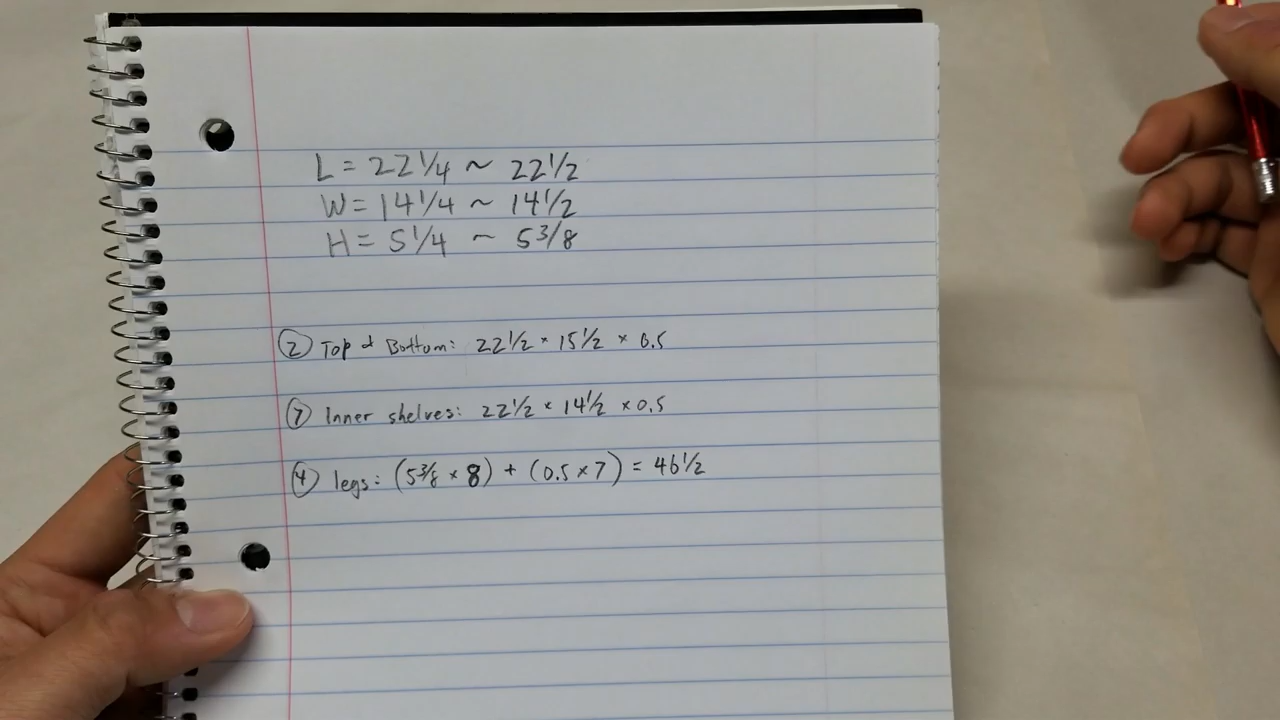 L = 22 1/4 ~ 22 1/2
W = 14 1/4 ~ 14 1/2
H = 5 1/4 ~ 5 3/8
② Top & Bottom: 22 1/2 × 15 1/2 × 0.5
⑦ Inner shelves: 22 1/2 × 14 1/2 × 0.5
④ legs: (5 3/8 × 8) + (0.5 × 7) = 46 1/2